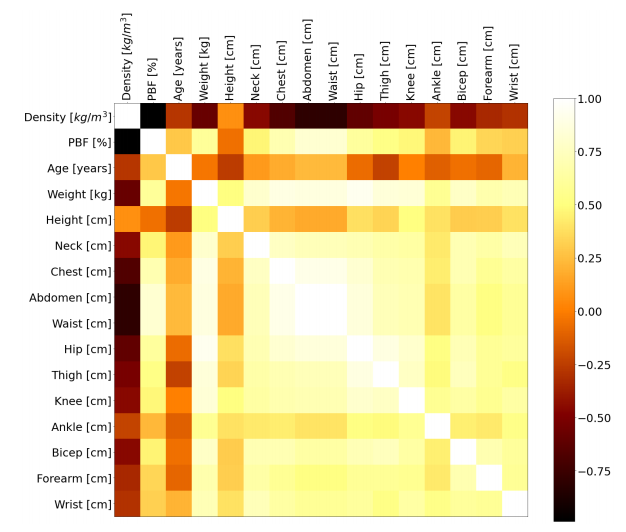 Density [kg/m³]
PBF [%]
Age [years]
Weight [kg]
Height [cm]
Neck [cm]
Chest [cm]
Abdomen [cm]
Waist [cm]
Hip [cm]
Thigh [cm]
Knee [cm]
Ankle [cm]
Bicep [cm]
Forearm [cm]
Wrist [cm]
Density [kg/m³]
PBF [%]
Age [years]
Weight [kg]
Height [cm]
Neck [cm]
Chest [cm]
Abdomen [cm]
Waist [cm]
Hip [cm]
Thigh [cm]
Knee [cm]
Ankle [cm]
Bicep [cm]
Forearm [cm]
Wrist [cm]
1.00
0.75
0.50
0.25
0.00
−0.25
−0.50
−0.75